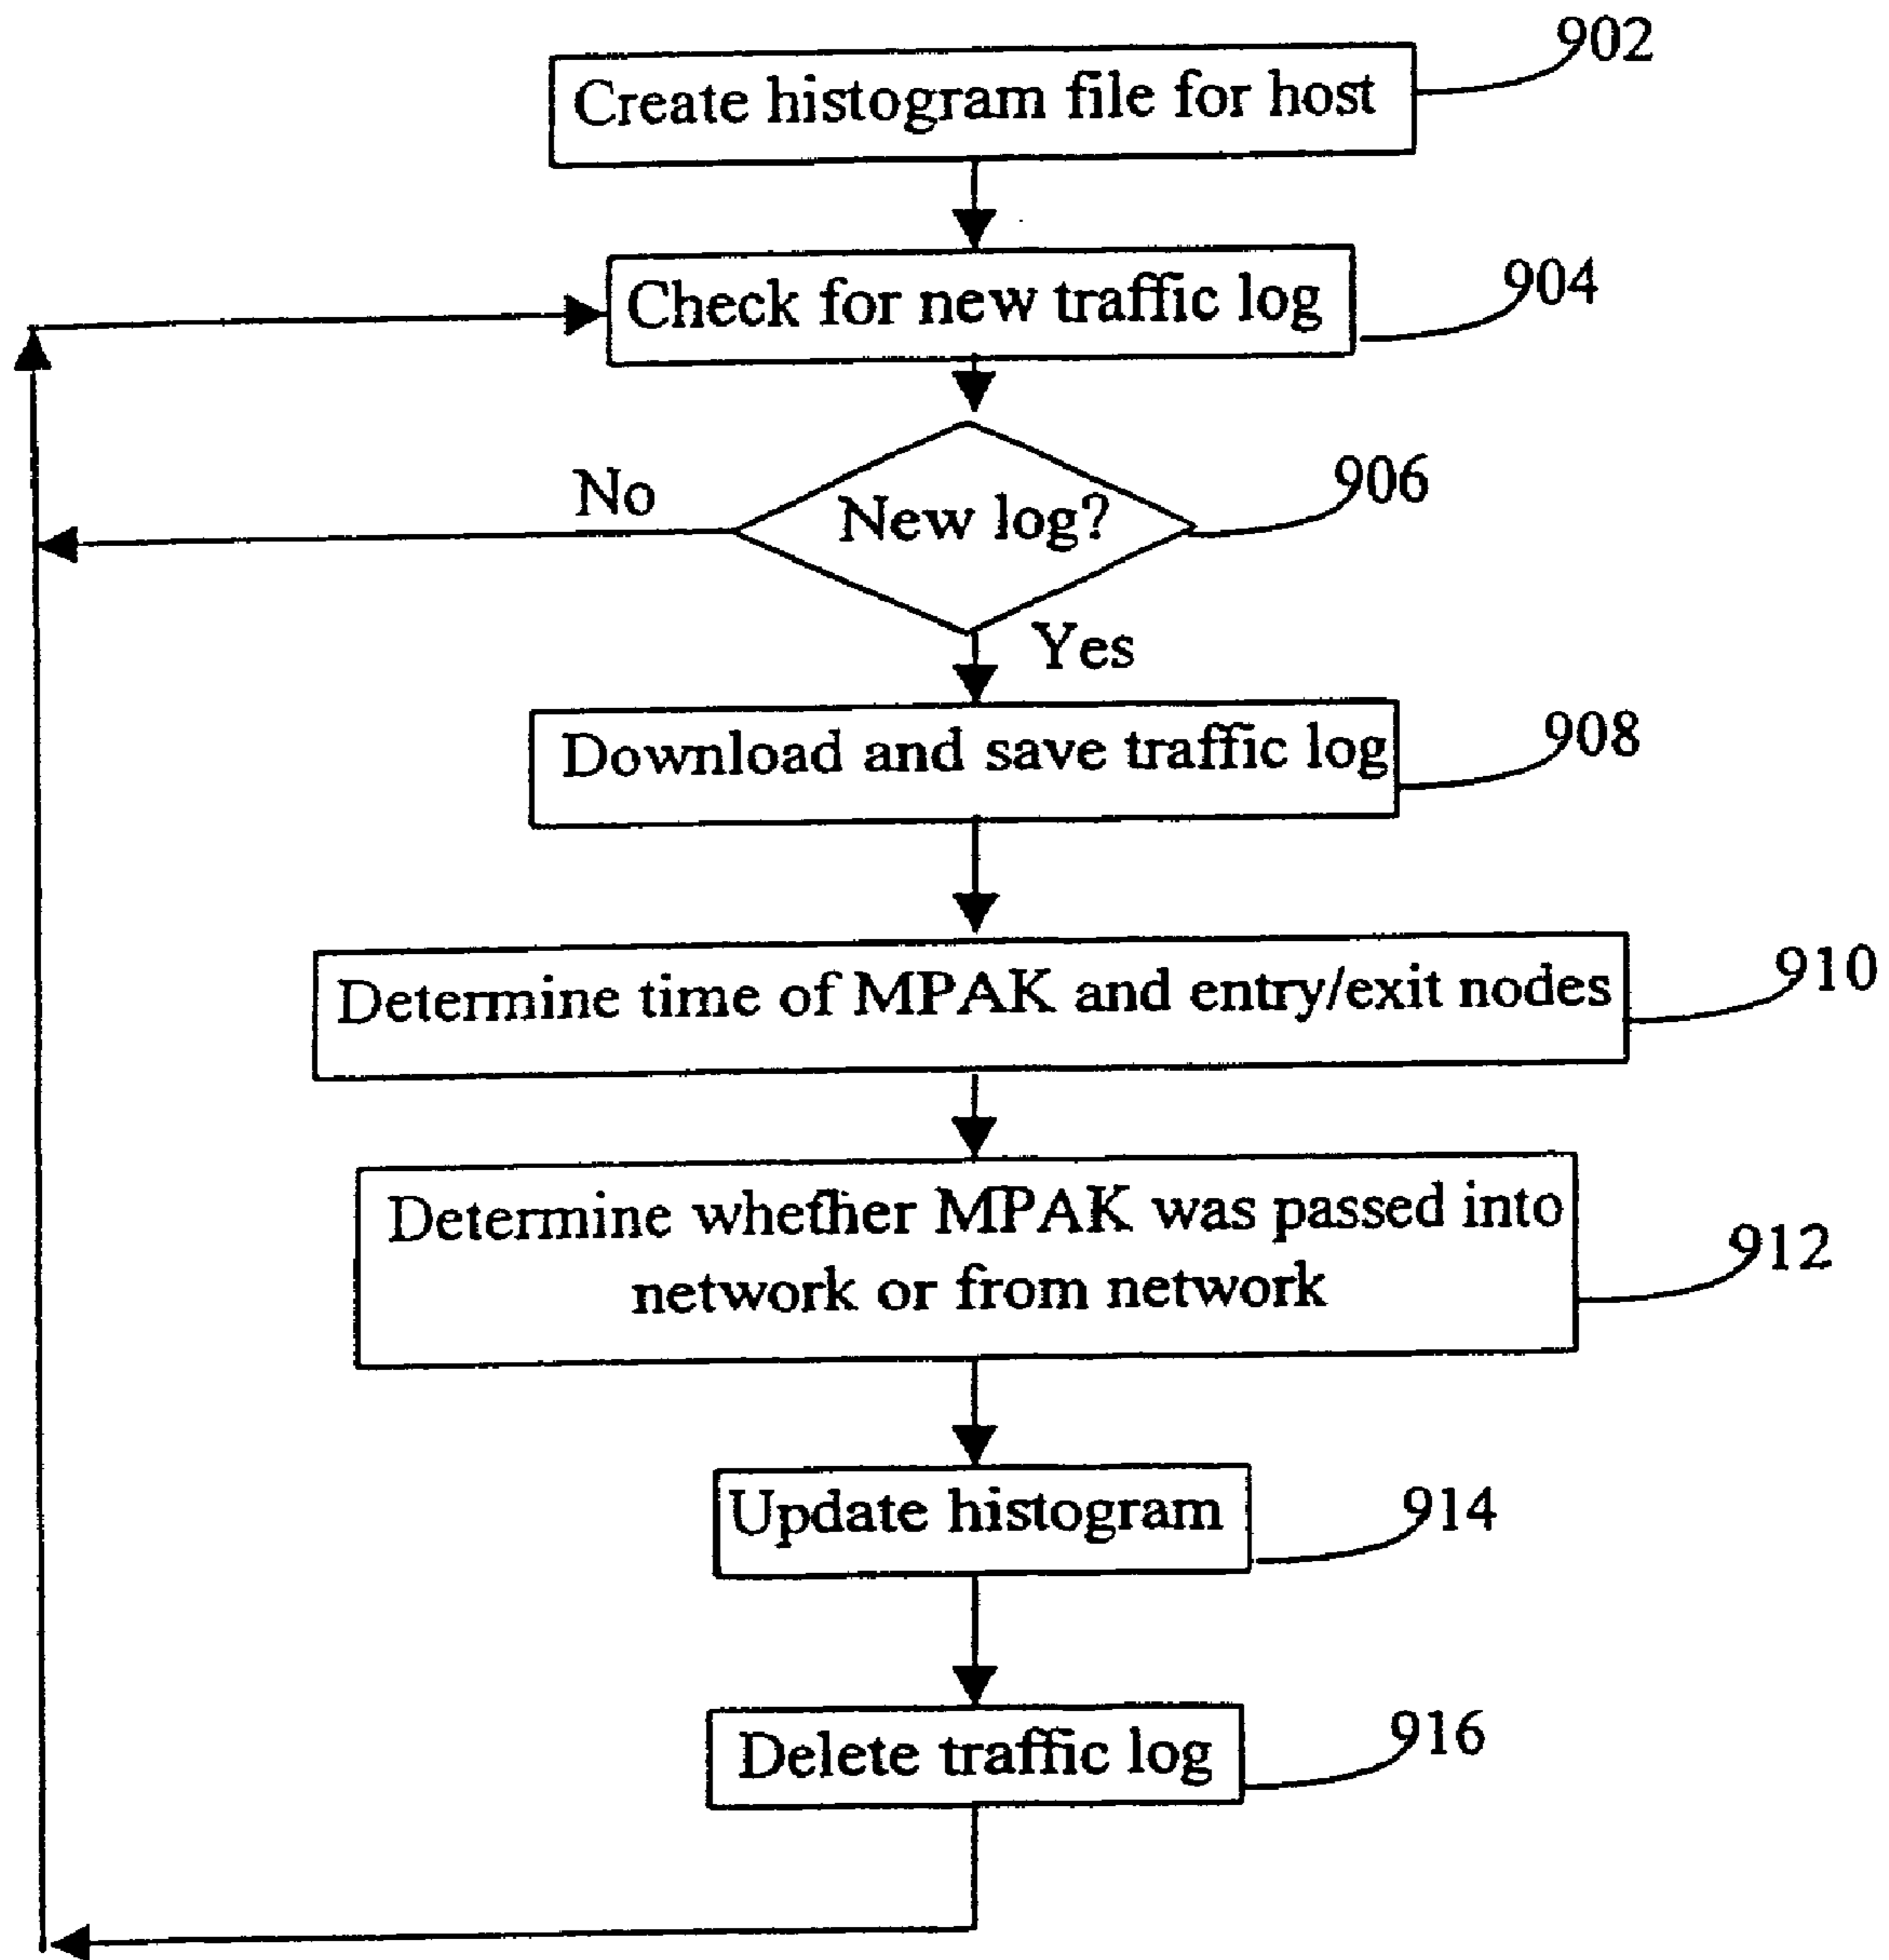 902
Create histogram file for host
904
Check for new traffic log
906
No
New log?
Yes
908
Download and save traffic log
910
Determine time of MPAK and entry/exit nodes
Determine whether MPAK was passed into
912
network or from network
914
Update histogram
916
Delete traffic log